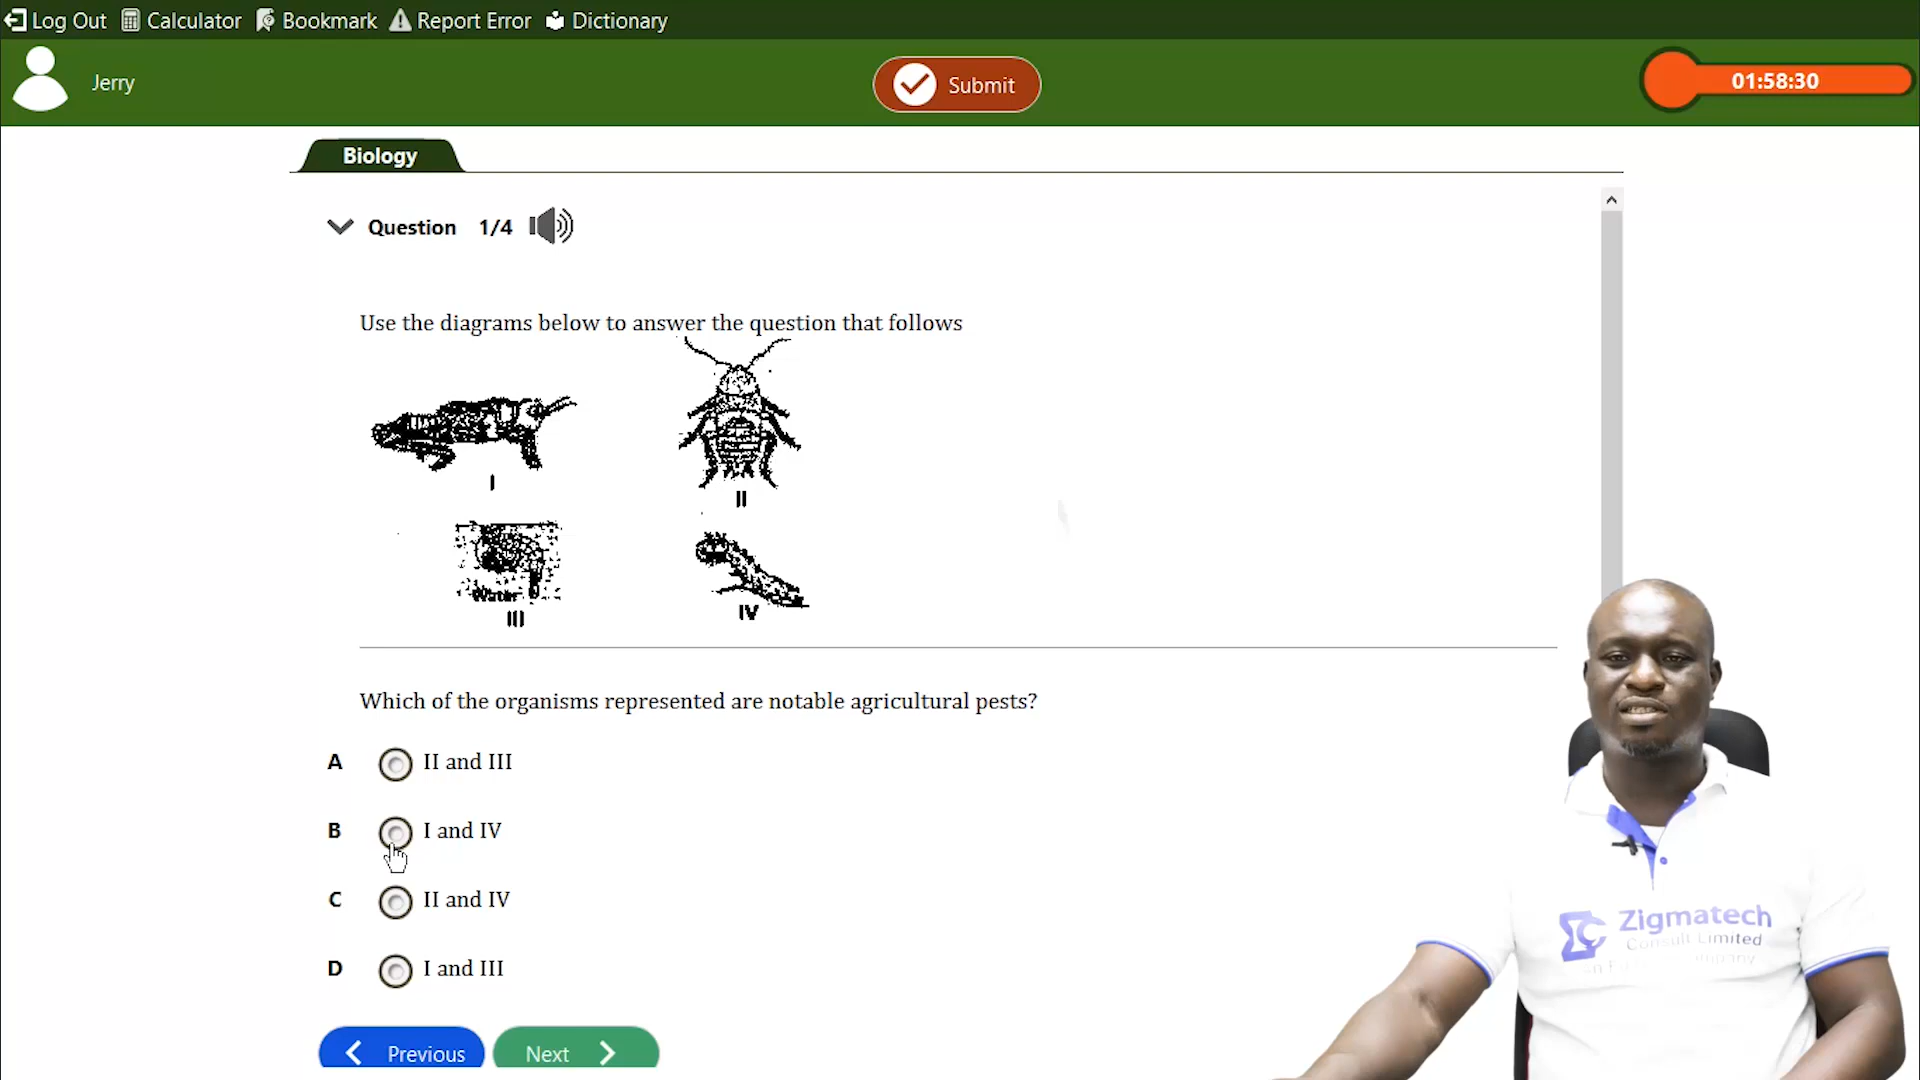 Log Out Calculator Bookmark Report Error Dictionary
Jerry
Submit
01:58:30
Biology
Question 1/4
Use the diagrams below to answer the question that follows
I
II
Water
III
IV
Which of the organisms represented are notable agricultural pests?
A II and III
B I and IV
C II and IV
D I and III
Previous
Next
Zigmatech
Consult Limited